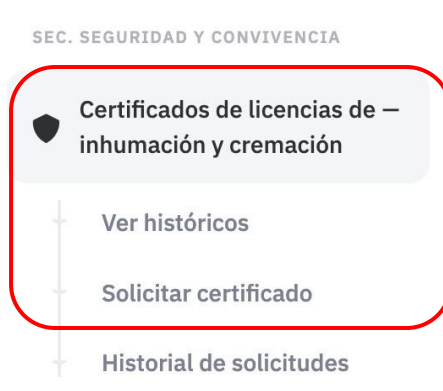 SEC. SEGURIDAD Y CONVIVENCIA
Certificados de licencias de –
inhumación y cremación
Ver históricos
Solicitar certificado
Historial de solicitudes